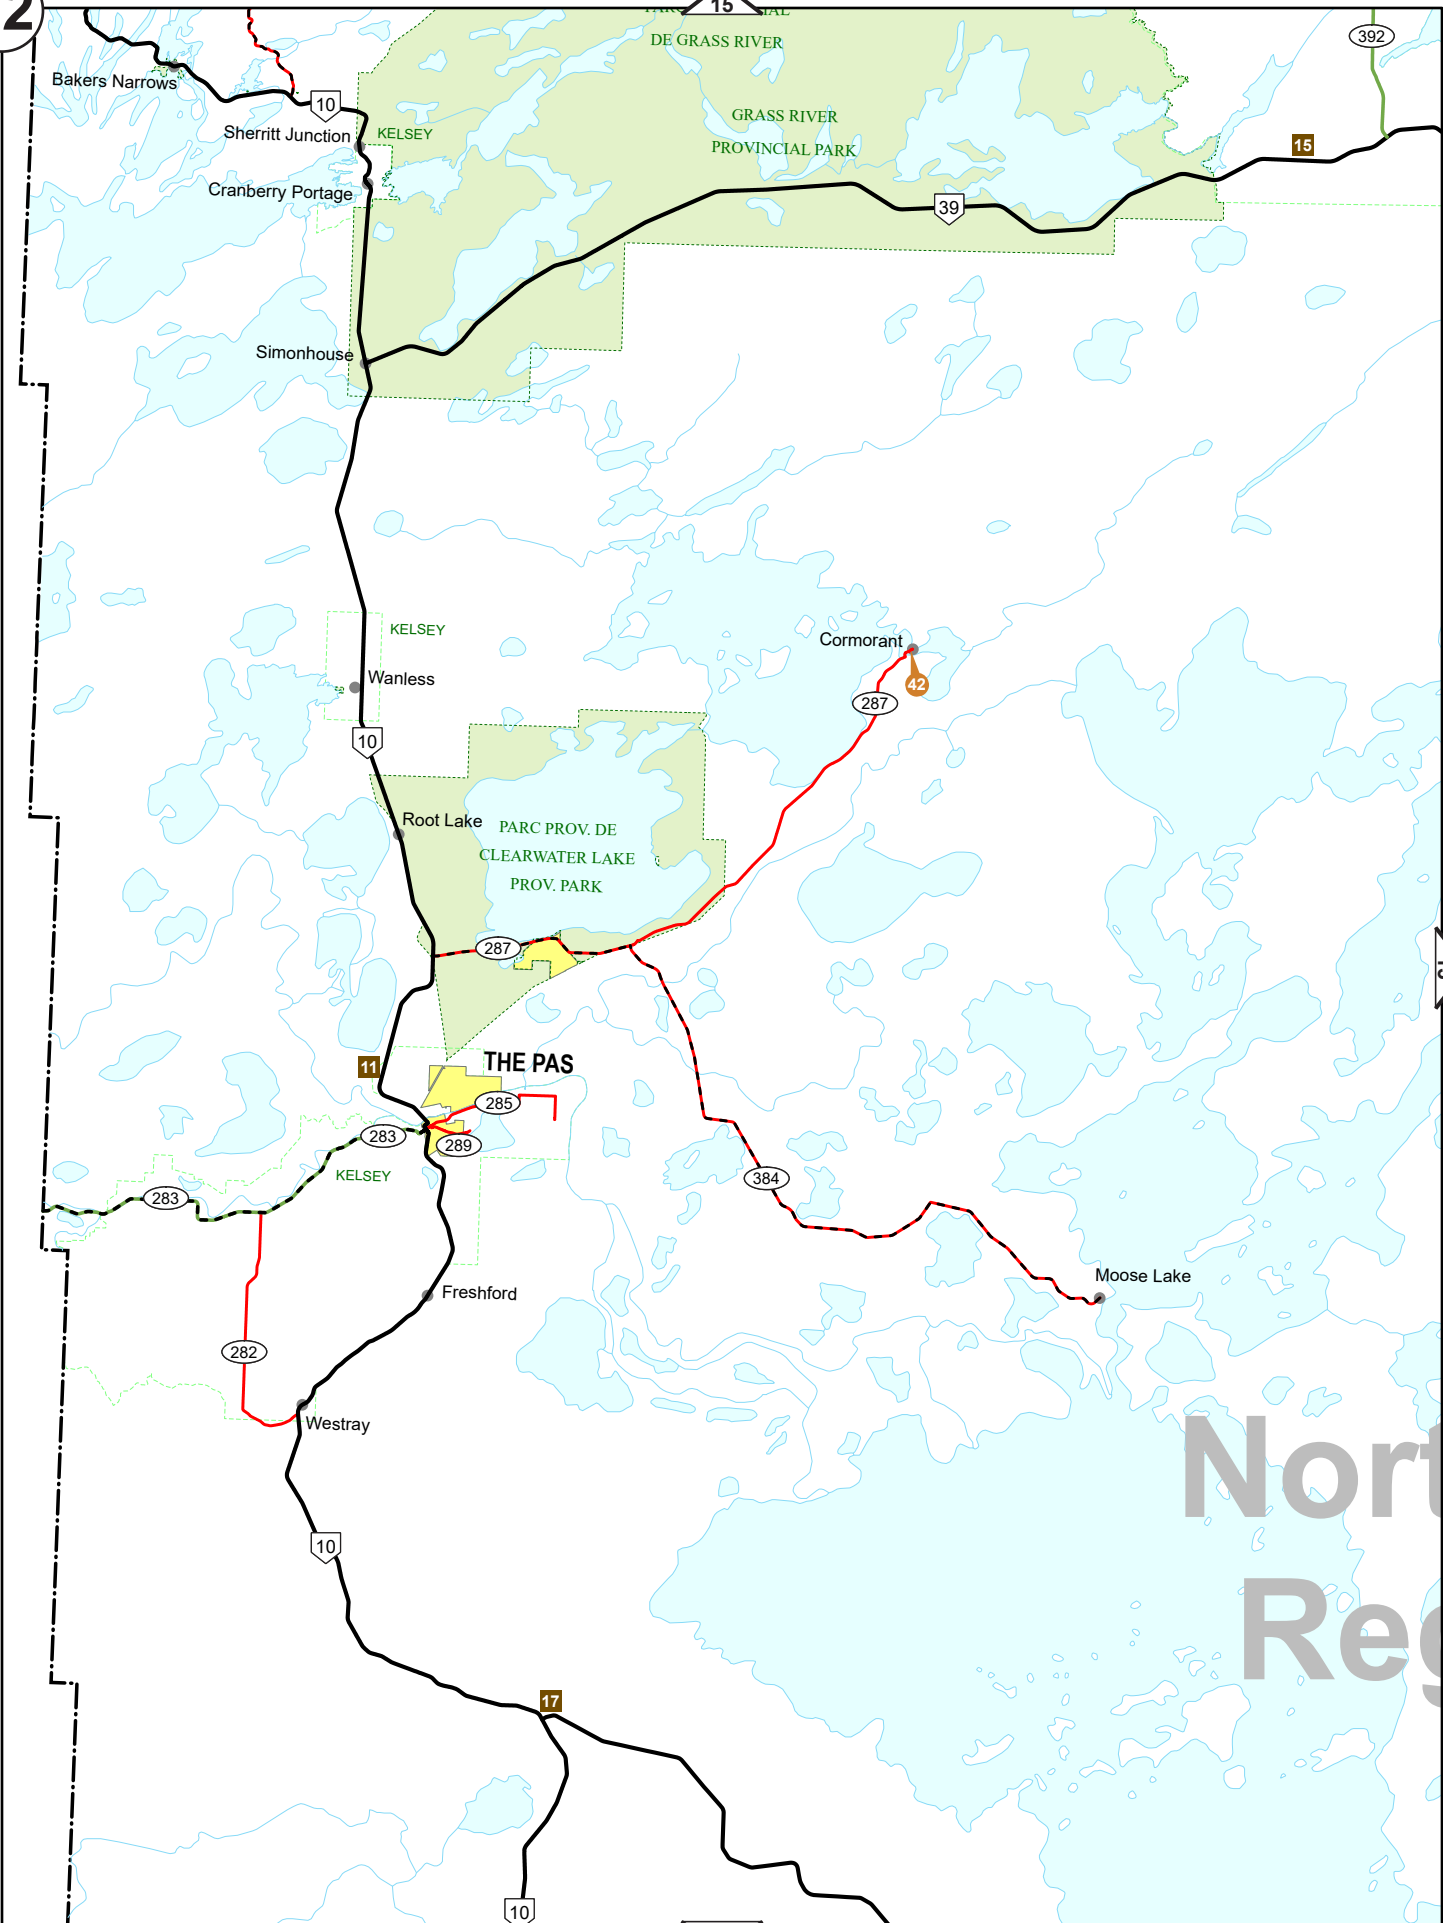 2
15
DE GRASS RIVER
392
Bakers Narrows
10
GRASS RIVER
Sherritt Junction
KELSEY
PROVINCIAL PARK
15
Cranberry Portage
39
Simonhouse
KELSEY
Cormorant
Wanless
42
287
10
Root Lake
PARC PROV. DE
CLEARWATER LAKE
PROV. PARK
287
11
THE PAS
285
283
289
KELSEY
384
283
Moose Lake
Freshford
282
Westray
Nort
10
Reg
17
10